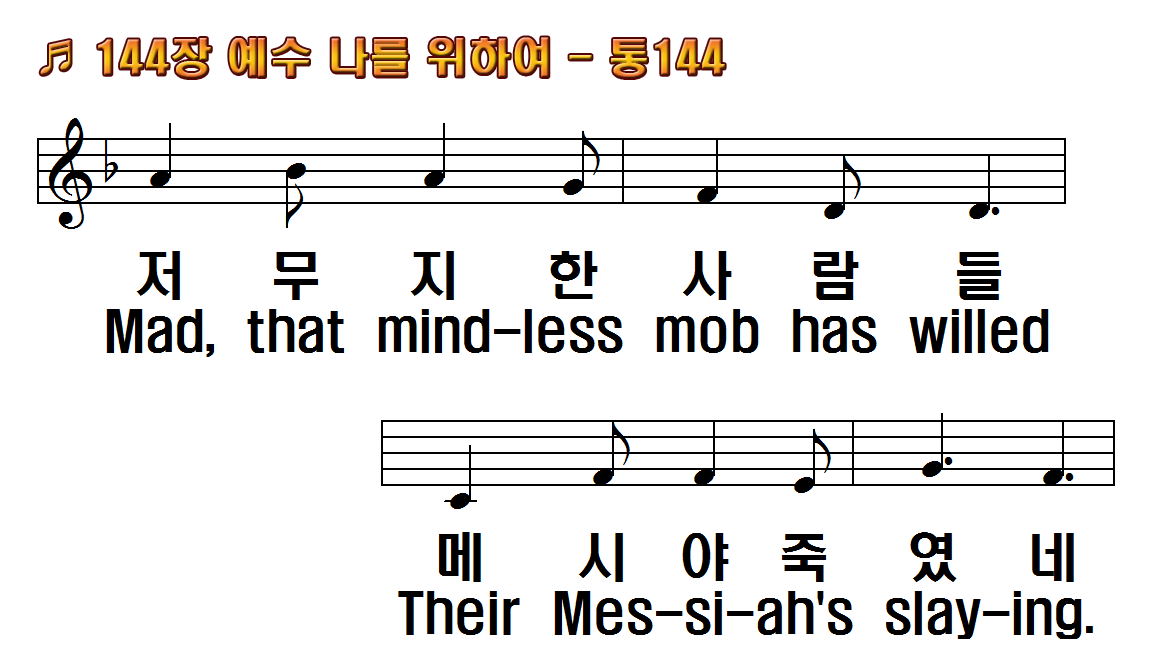 ♬ 144장 예수 나를 위하여 - 통144
저 무 지 한 사 람 들
Mad, that mind-less mob has willed
메 시 야 죽 였 네
Their Mes-si-ah's slay-ing.